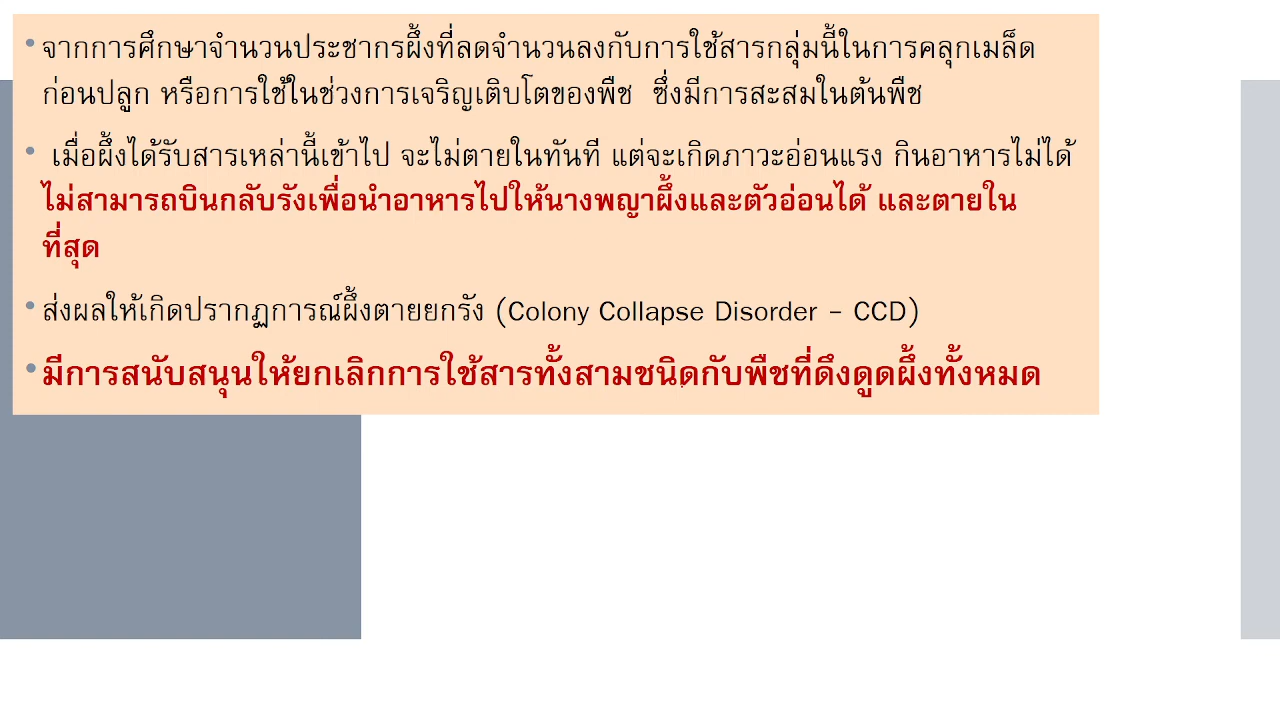 • จากการศึกษาจำนวนประชากรผึ้งที่ลดจำนวนลงกับการใช้สารกลุ่มนี้ในการคลุกเมล็ด
ก่อนปลูก หรือการใช้ในช่วงการเจริญเติบโตของพืช ซึ่งมีการสะสมในต้นพืช
• เมื่อผึ้งได้รับสารเหล่านี้เข้าไป จะไม่ตายในทันที แต่จะเกิดภาวะอ่อนแรง กินอาหารไม่ได้
ไม่สามารถบินกลับรังเพื่อนำอาหารไปให้นางพญาผึ้งและตัวอ่อนได้ และตายใน
ที่สุด
• ส่งผลให้เกิดปรากฏการณ์ผึ้งตายยกรัง (Colony Collapse Disorder – CCD)
• มีการสนับสนุนให้ยกเลิกการใช้สารทั้งสามชนิดกับพืชที่ดึงดูดผึ้งทั้งหมด